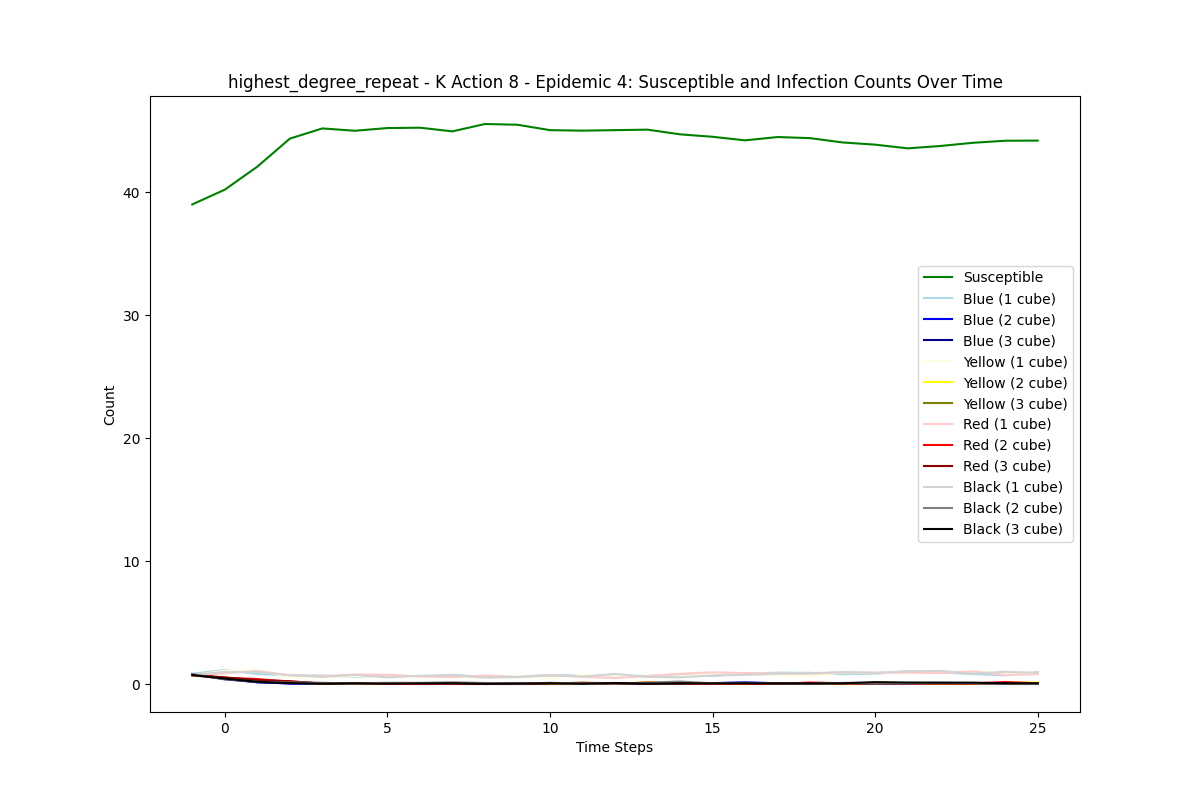 highest_degree_repeat - K Action 8 - Epidemic 4: Susceptible and Infection Counts Over Time
Count
40
30
20
10
0
Susceptible
Blue (1 cube)
Blue (2 cube)
Blue (3 cube)
Yellow (1 cube)
Yellow (2 cube)
Yellow (3 cube)
Red (1 cube)
Red (2 cube)
Red (3 cube)
Black (1 cube)
Black (2 cube)
Black (3 cube)
0 5 10 15 20 25
Time Steps